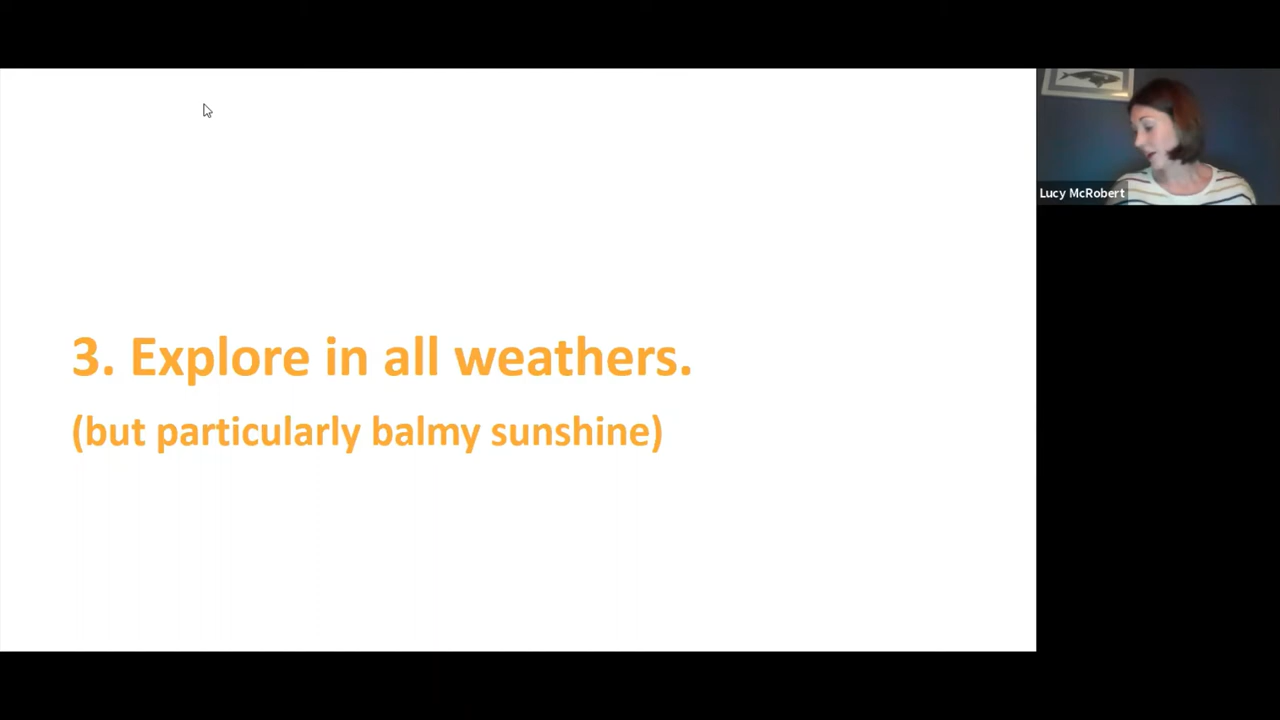 3. Explore in all weathers.
(but particularly balmy sunshine)
Lucy McRobert